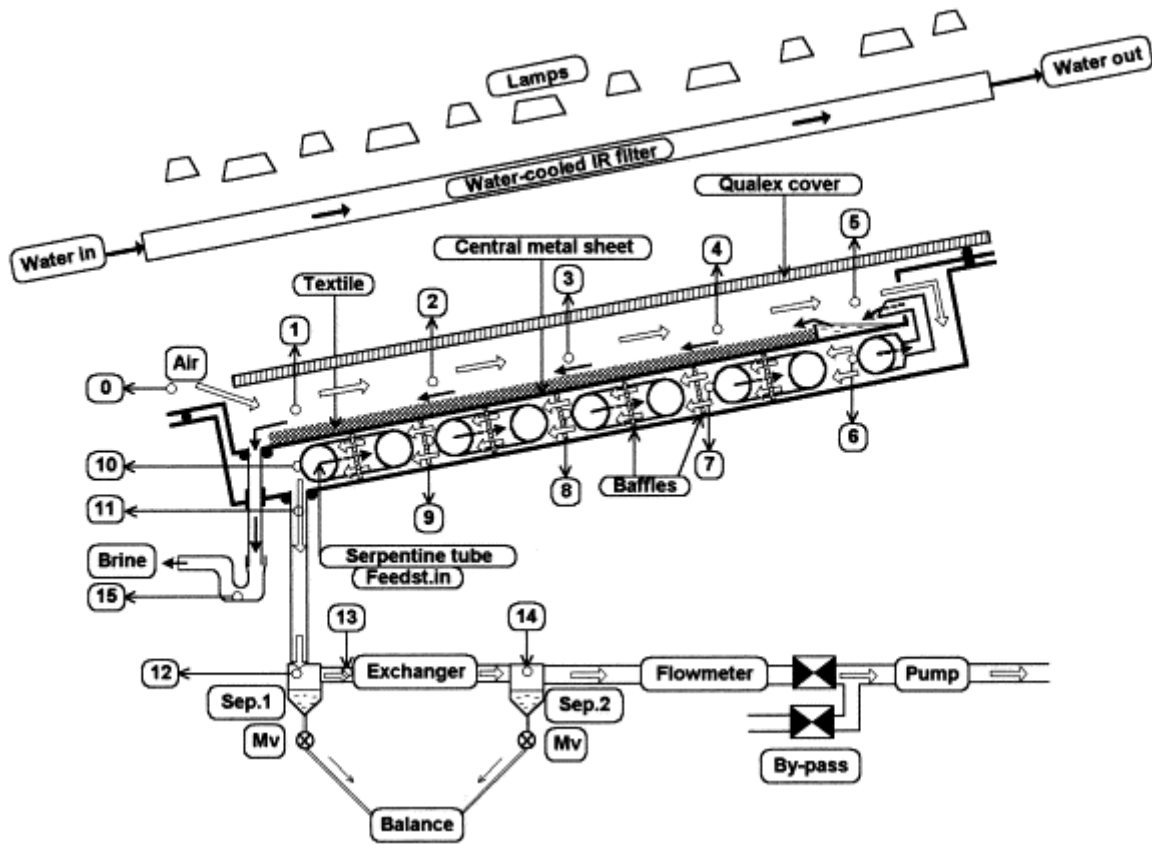 Lamps
Water out
Water-cooled IR filter
Qualex cover
Water in
Central metal sheet
5
4
3
Textile
2
1
Air
0
10
6
7
11
8
Baffles
9
Brine
Serpentine tube
Feedst.in
15
13
14
12
Exchanger
Flowmeter
Pump
Sep.1
Sep.2
Mv
Mv
By-pass
Balance